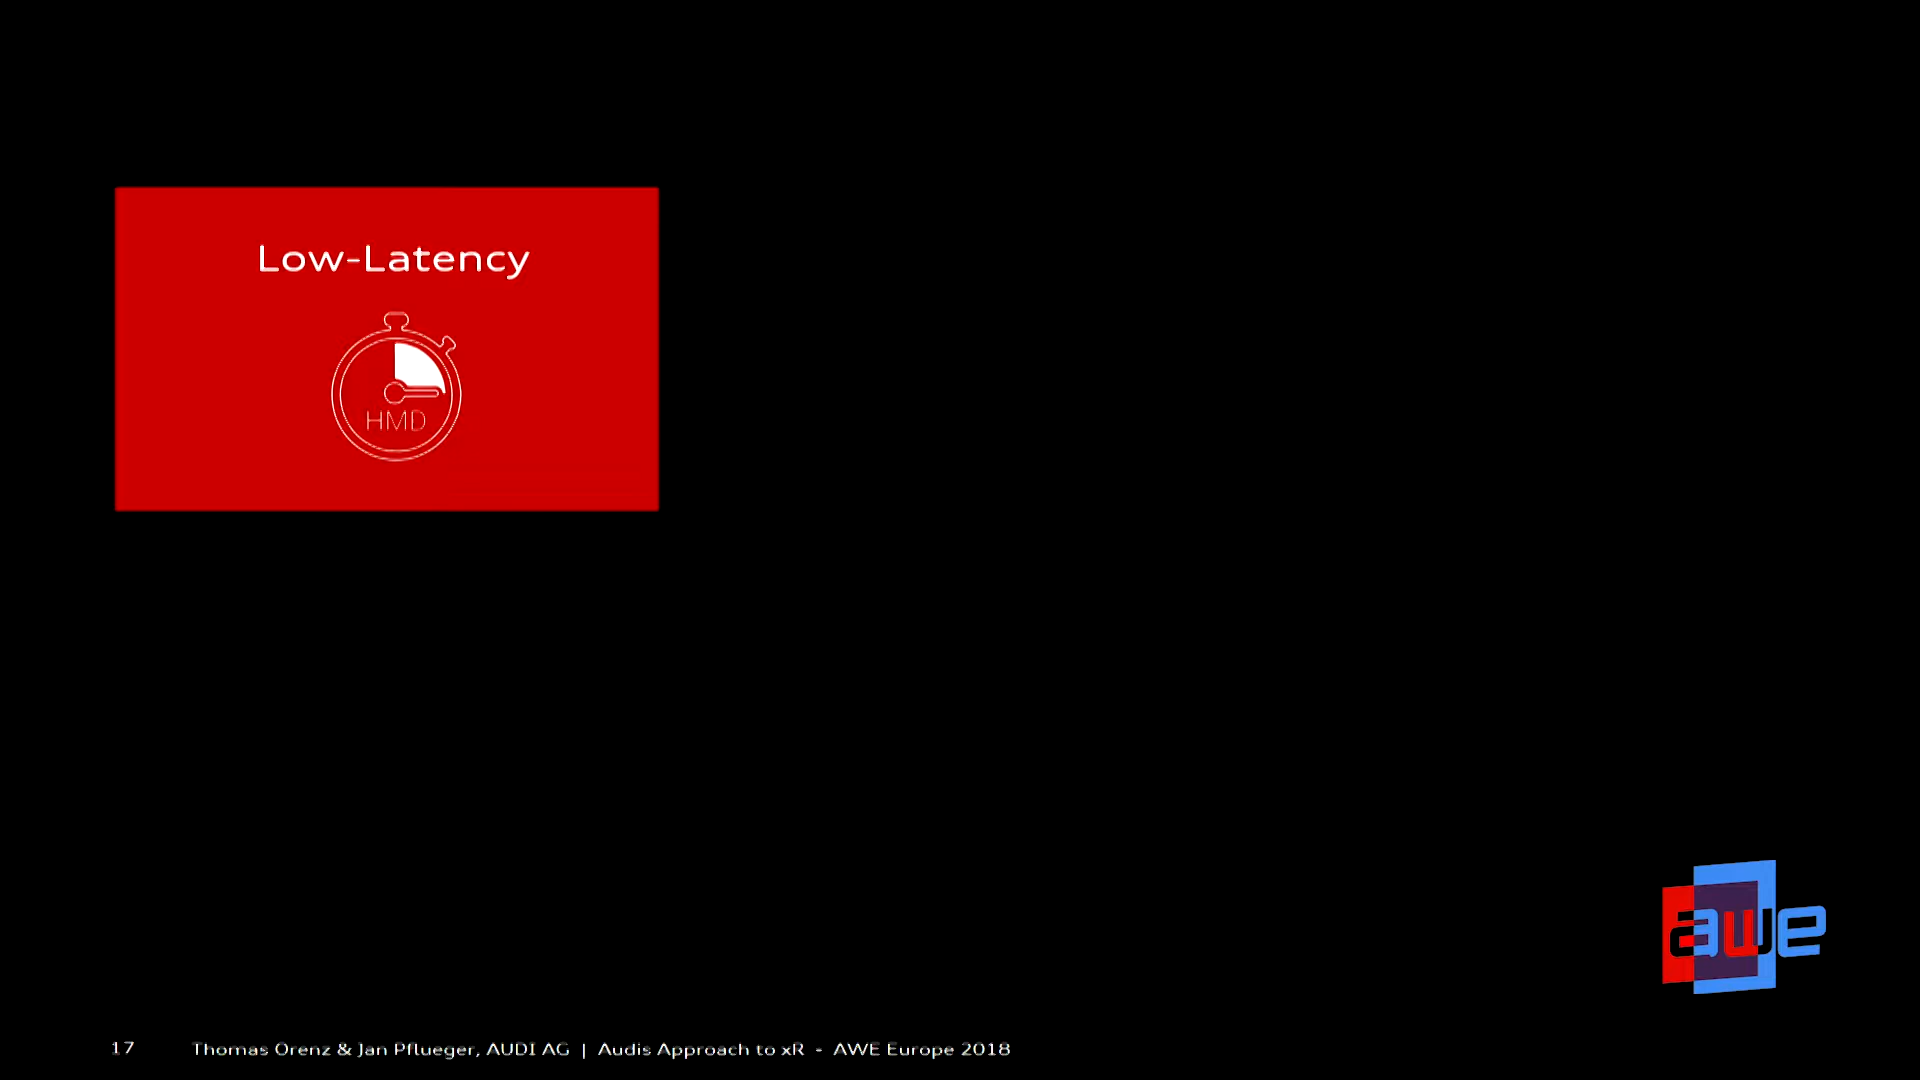 Low-Latency
HMD
awe
17 Thomas Orenz & Jan Pflueger, AUDI AG | Audis Approach to xR - AWE Europe 2018